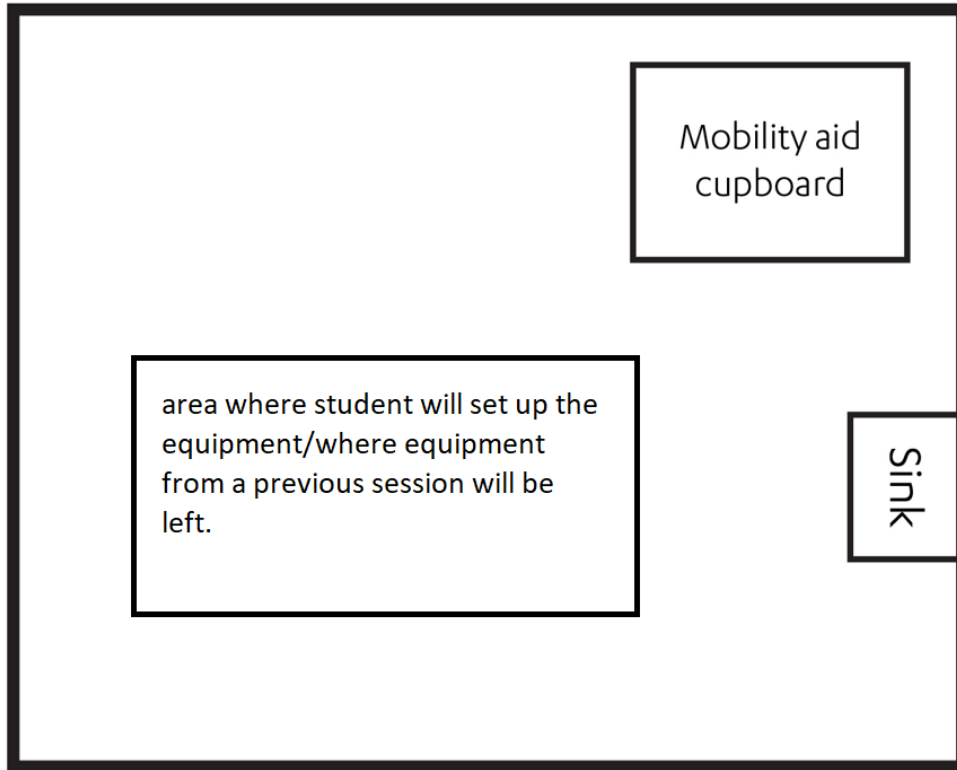 Mobility aid
cupboard
area where student will set up the
equipment/where equipment
from a previous session will be
left.
Sink